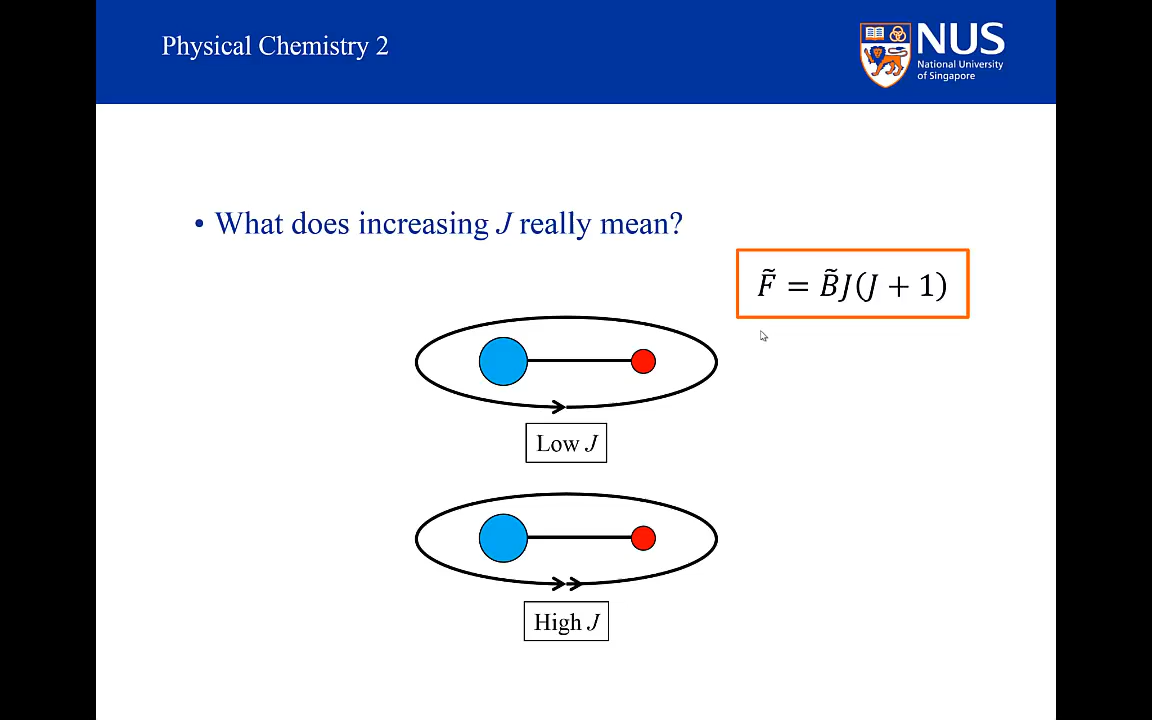 Physical Chemistry 2
NUS
National University
of Singapore
• What does increasing J really mean?
F̃ = B̃J(J + 1)
Low J
High J